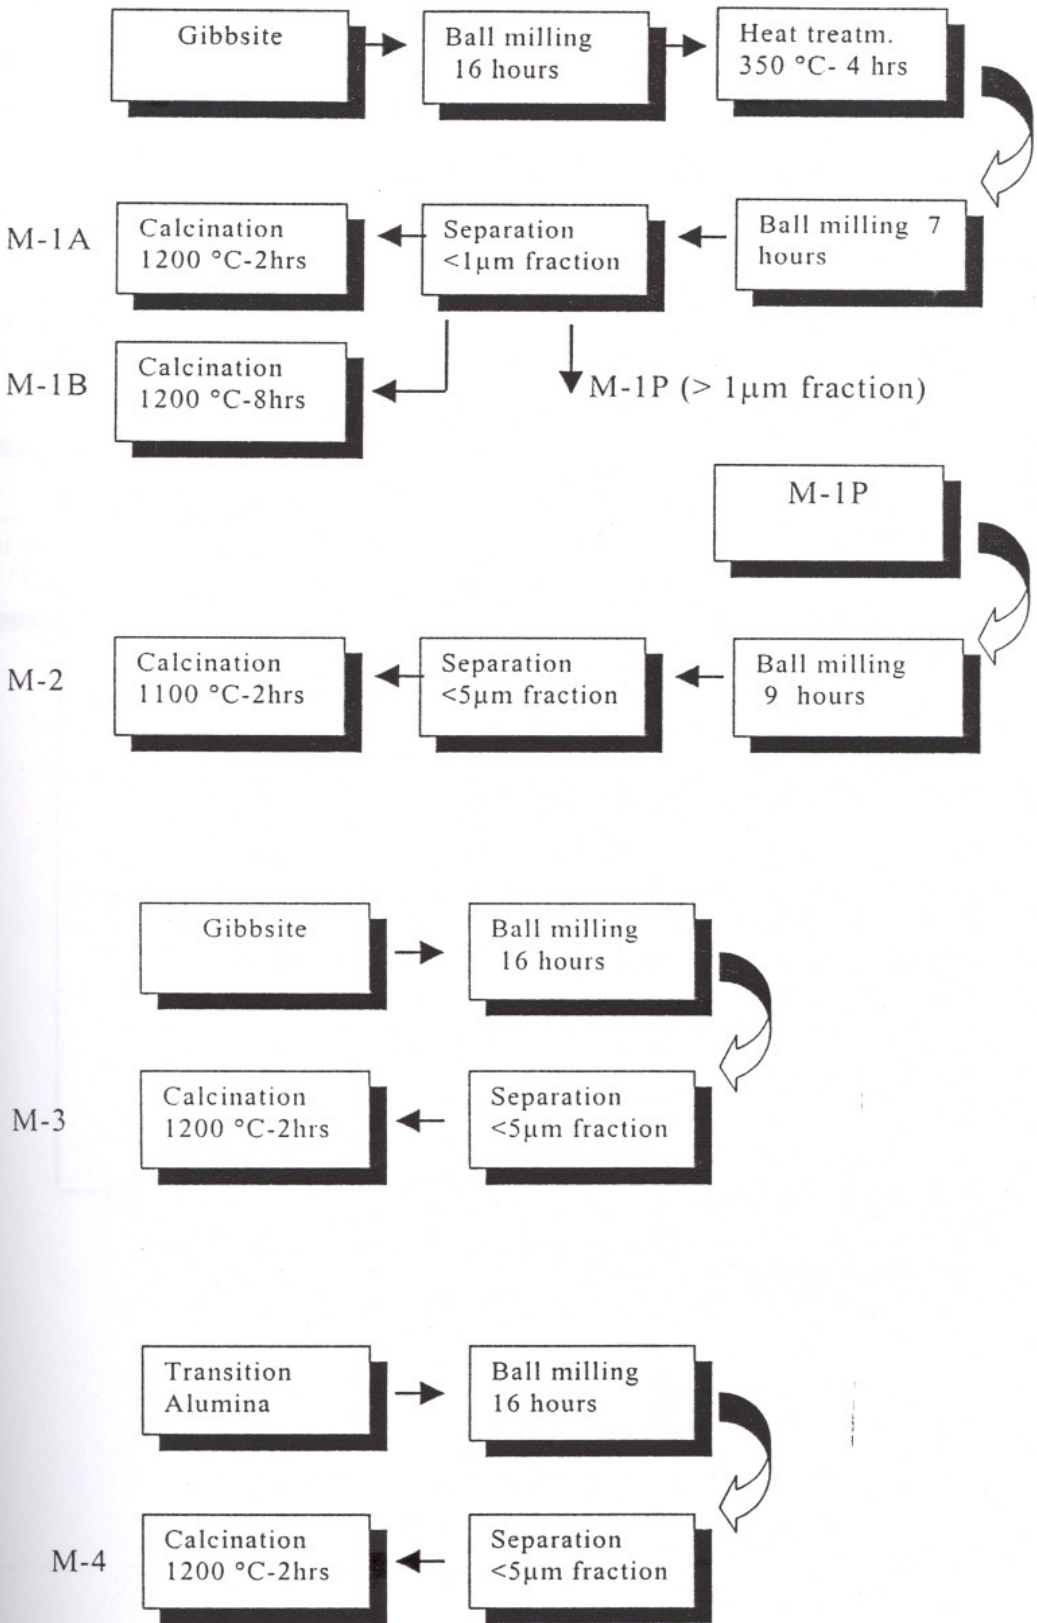 Gibbsite
Ball milling
16 hours
Heat treatm.
350 °C- 4 hrs
M-1A
Calcination
1200 °C-2hrs
Separation
<1μm fraction
Ball milling 7
hours
M-1B
Calcination
1200 °C-8hrs
M-1P (> 1μm fraction)
M-1P
M-2
Calcination
1100 °C-2hrs
Separation
<5μm fraction
Ball milling
9 hours
Gibbsite
Ball milling
16 hours
M-3
Calcination
1200 °C-2hrs
Separation
<5μm fraction
Transition
Alumina
Ball milling
16 hours
M-4
Calcination
1200 °C-2hrs
Separation
<5μm fraction